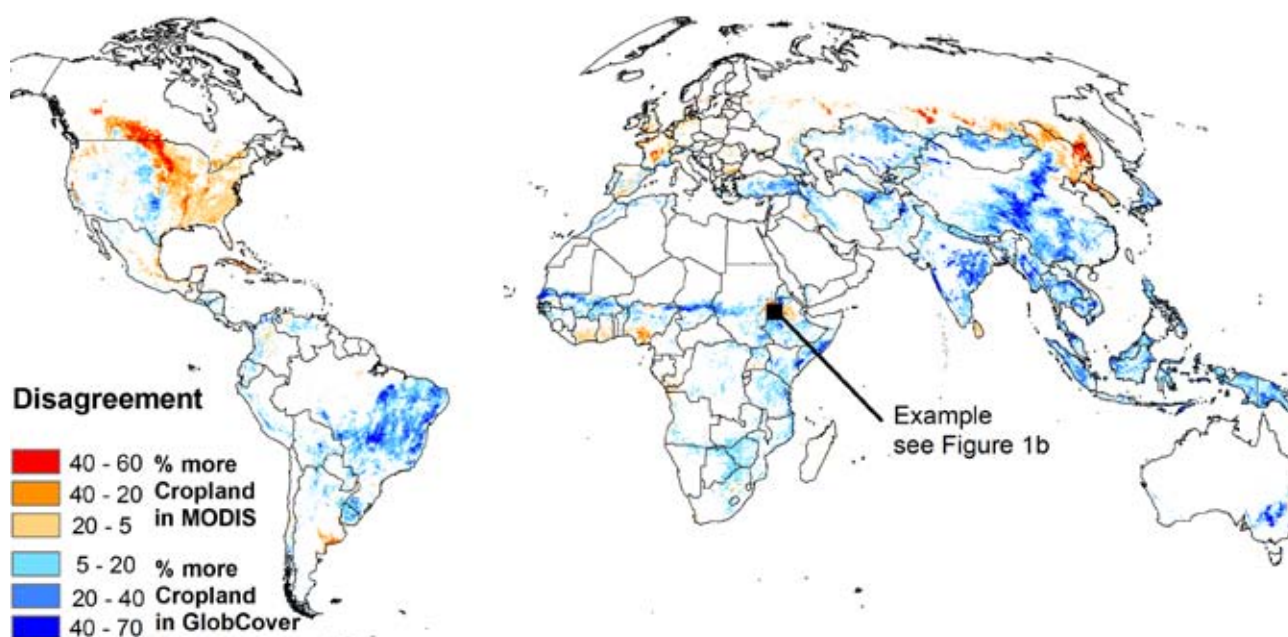 Disagreement
40 - 60 % more
40 - 20 Cropland
20 - 5 in MODIS
5 - 20 % more
20 - 40 Cropland
40 - 70 in GlobCover
Example
see Figure 1b